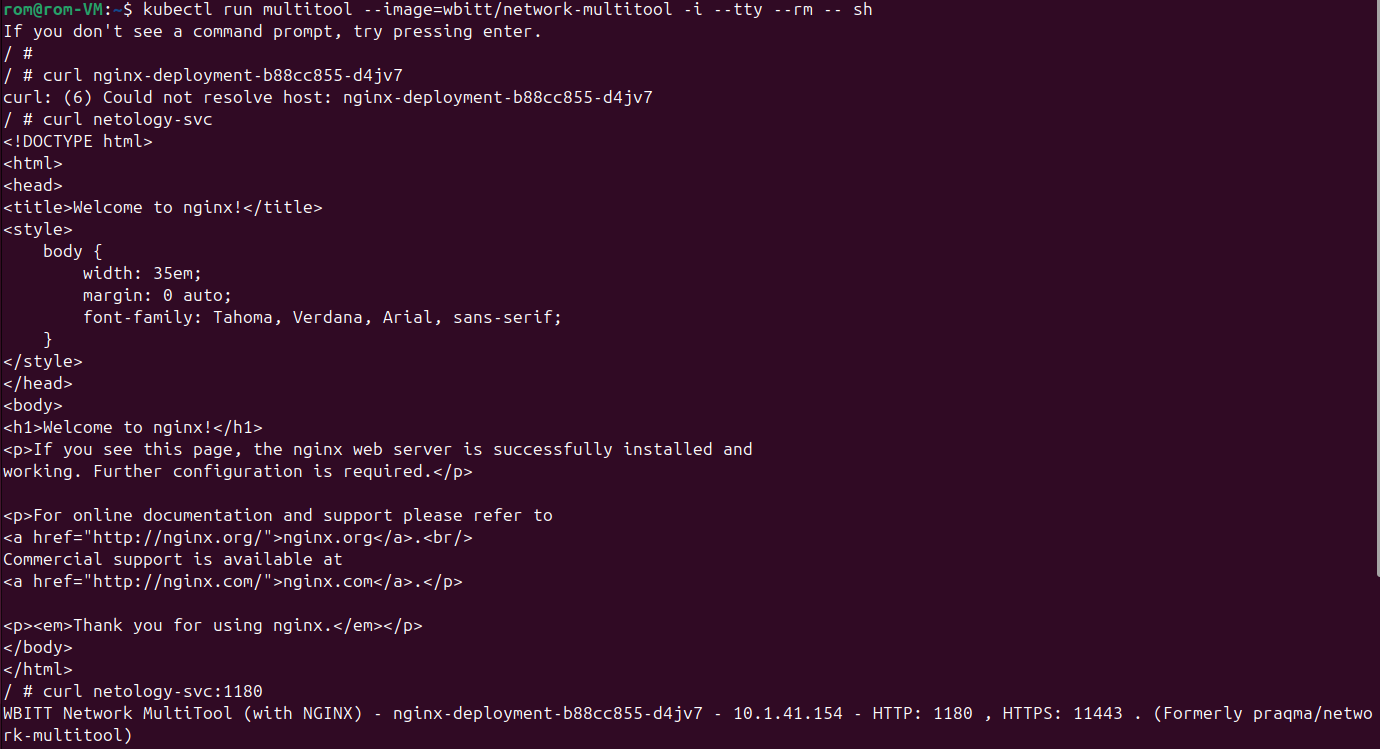 rom@rom-VM:~$ kubectl run multitool --image=wbitt/network-multitool -i --tty --rm -- sh
If you don't see a command prompt, try pressing enter.
/ #
/ # curl nginx-deployment-b88cc855-d4jv7
curl: (6) Could not resolve host: nginx-deployment-b88cc855-d4jv7
/ # curl netology-svc
<!DOCTYPE html>
<html>
<head>
<title>Welcome to nginx!</title>
<style>
    body {
        width: 35em;
        margin: 0 auto;
        font-family: Tahoma, Verdana, Arial, sans-serif;
    }
</style>
</head>
<body>
<h1>Welcome to nginx!</h1>
<p>If you see this page, the nginx web server is successfully installed and
working. Further configuration is required.</p>

<p>For online documentation and support please refer to
<a href="http://nginx.org/">nginx.org</a>.<br/>
Commercial support is available at
<a href="http://nginx.com/">nginx.com</a>.</p>

<p><em>Thank you for using nginx.</em></p>
</body>
</html>
/ # curl netology-svc:1180
WBITT Network MultiTool (with NGINX) - nginx-deployment-b88cc855-d4jv7 - 10.1.41.154 - HTTP: 1180 , HTTPS: 11443 . (Formerly praqma/netwo
rk-multitool)